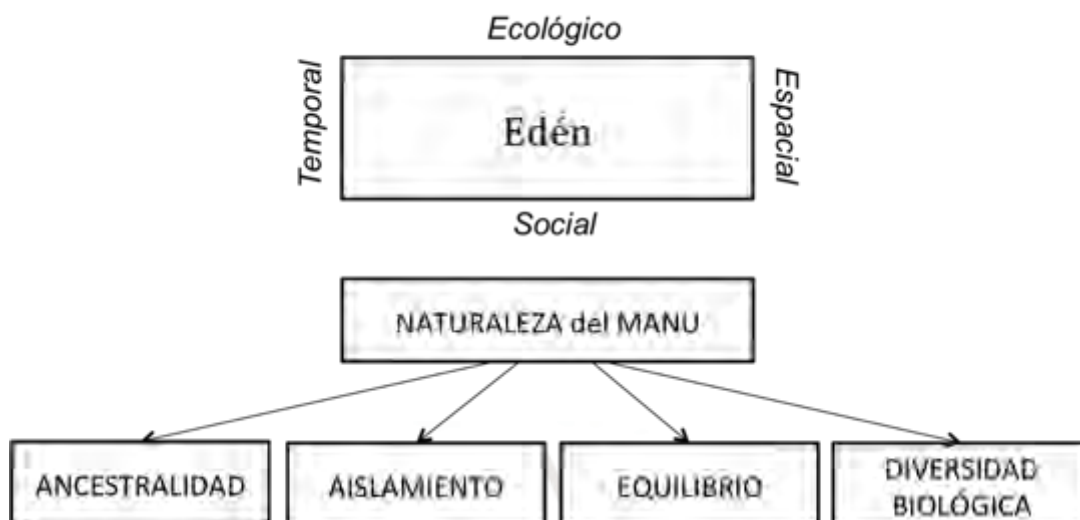 Ecológico
Temporal
Edén
Espacial
Social
NATURALEZA del MANU
ANCESTRALIDAD
AISLAMIENTO
EQUILIBRIO
DIVERSIDAD
BIOLÓGICA